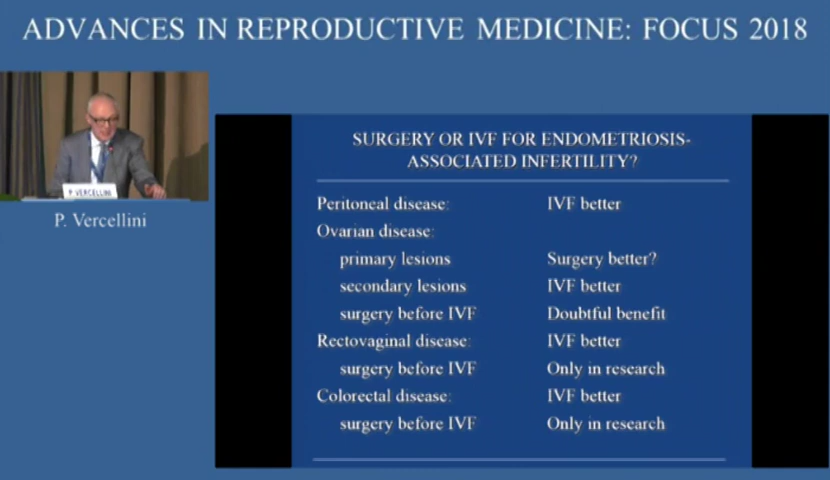 ADVANCES IN REPRODUCTIVE MEDICINE: FOCUS 2018
P. VERCELLINI
P. Vercellini
SURGERY OR IVF FOR ENDOMETRIOSIS-
ASSOCIATED INFERTILITY?
Peritoneal disease: IVF better
Ovarian disease:
primary lesions Surgery better?
secondary lesions IVF better
surgery before IVF Doubtful benefit
Rectovaginal disease: IVF better
surgery before IVF Only in research
Colorectal disease: IVF better
surgery before IVF Only in research